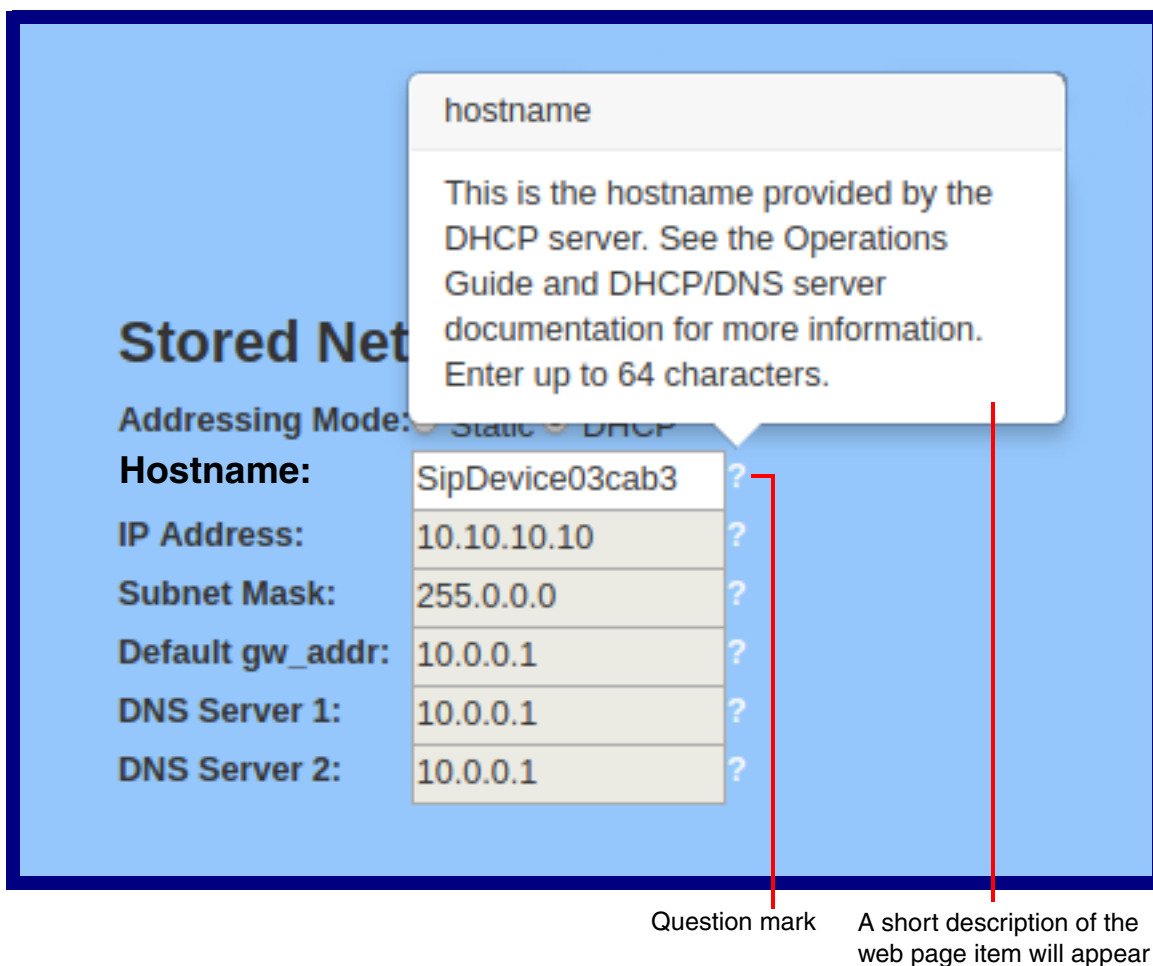 hostname
This is the hostname provided by the
DHCP server. See the Operations
Guide and DHCP/DNS server
documentation for more information.
Enter up to 64 characters.
Stored Net
Addressing Mode: Static DHCP
Hostname: SipDevice03cab3 ?
IP Address: 10.10.10.10 ?
Subnet Mask: 255.0.0.0 ?
Default gw_addr: 10.0.0.1 ?
DNS Server 1: 10.0.0.1 ?
DNS Server 2: 10.0.0.1 ?
Question mark
A short description of the
web page item will appear